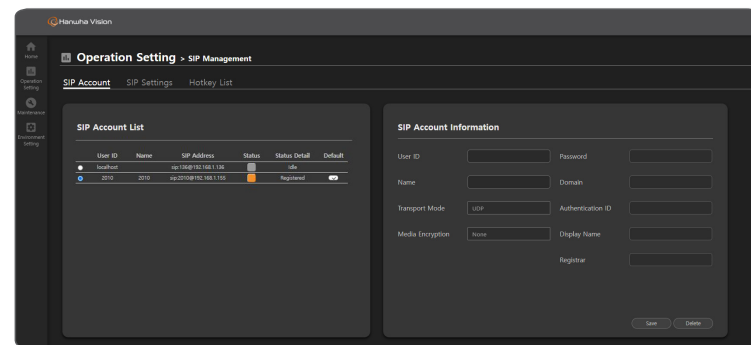 Hanwha Vision
Home
Operation Setting
Maintenance
Environment Setting
Operation Setting > SIP Management
SIP Account SIP Settings Hotkey List
SIP Account List
User ID Name SIP Address Status Status Detail Default
localhost sip:136@192.168.1.136 Idle
2010 2010 sip:2010@192.168.1.155 Registered
SIP Account Information
User ID Password
Name Domain
Transport Mode UDP Authentication ID
Media Encryption None Display Name
Registrar
Save Delete